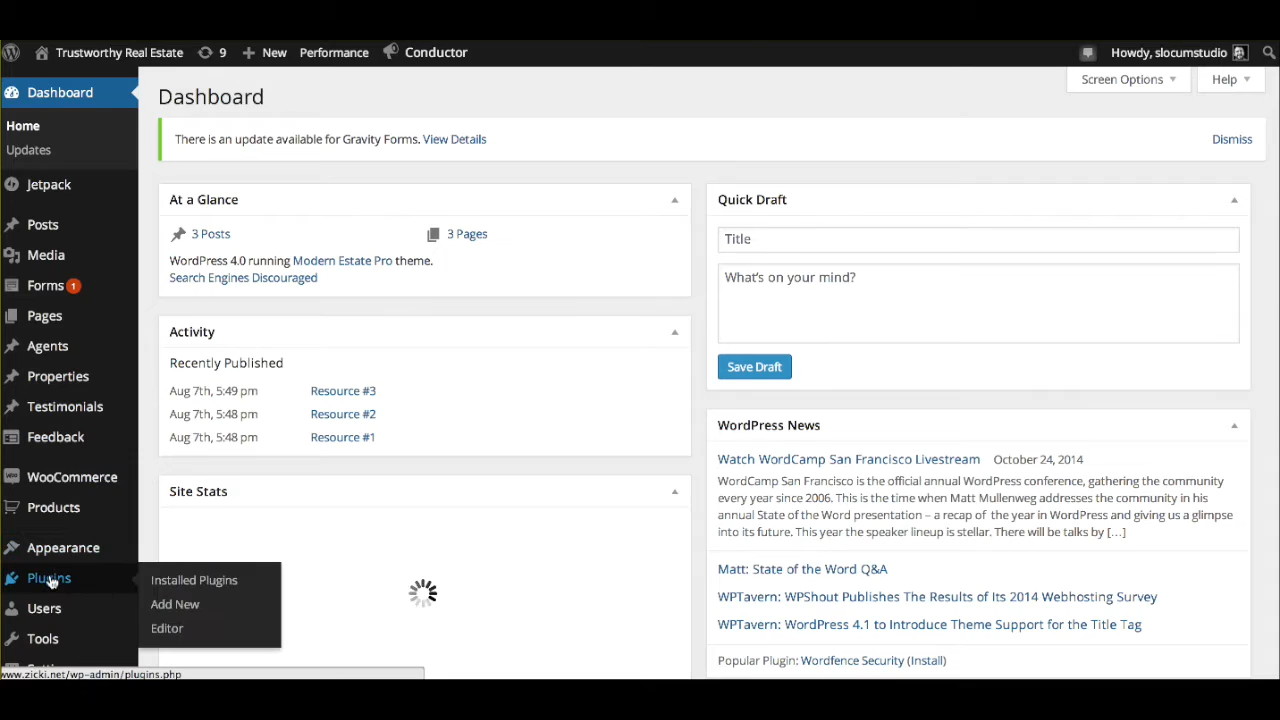 Trustworthy Real Estate 9 + New Performance Conductor Howdy, slocumstudio
Dashboard
Home
Updates
Jetpack
Posts
Media
Forms 1
Pages
Agents
Properties
Testimonials
Feedback
WooCommerce
Products
Appearance
Plugins
Users
Tools
Installed Plugins
Add New
Editor
www.zicki.net/wp-admin/plugins.php
Screen Options Help
Dashboard
There is an update available for Gravity Forms. View Details Dismiss
At a Glance
3 Posts 3 Pages
WordPress 4.0 running Modern Estate Pro theme.
Search Engines Discouraged
Activity
Recently Published
Aug 7th, 5:49 pm Resource #3
Aug 7th, 5:48 pm Resource #2
Aug 7th, 5:48 pm Resource #1
Site Stats
Quick Draft
Title
What's on your mind?
Save Draft
WordPress News
Watch WordCamp San Francisco Livestream October 24, 2014
WordCamp San Francisco is the official annual WordPress conference, gathering the community
every year since 2006. This is the time when Matt Mullenweg addresses the community in his
annual State of the Word presentation – a recap of the year in WordPress and giving us a glimpse
into its future. This year the speaker lineup is stellar. There will be talks by […]
Matt: State of the Word Q&A
WPTavern: WPShout Publishes The Results of Its 2014 Webhosting Survey
WPTavern: WordPress 4.1 to Introduce Theme Support for the Title Tag
Popular Plugin: Wordfence Security (Install)